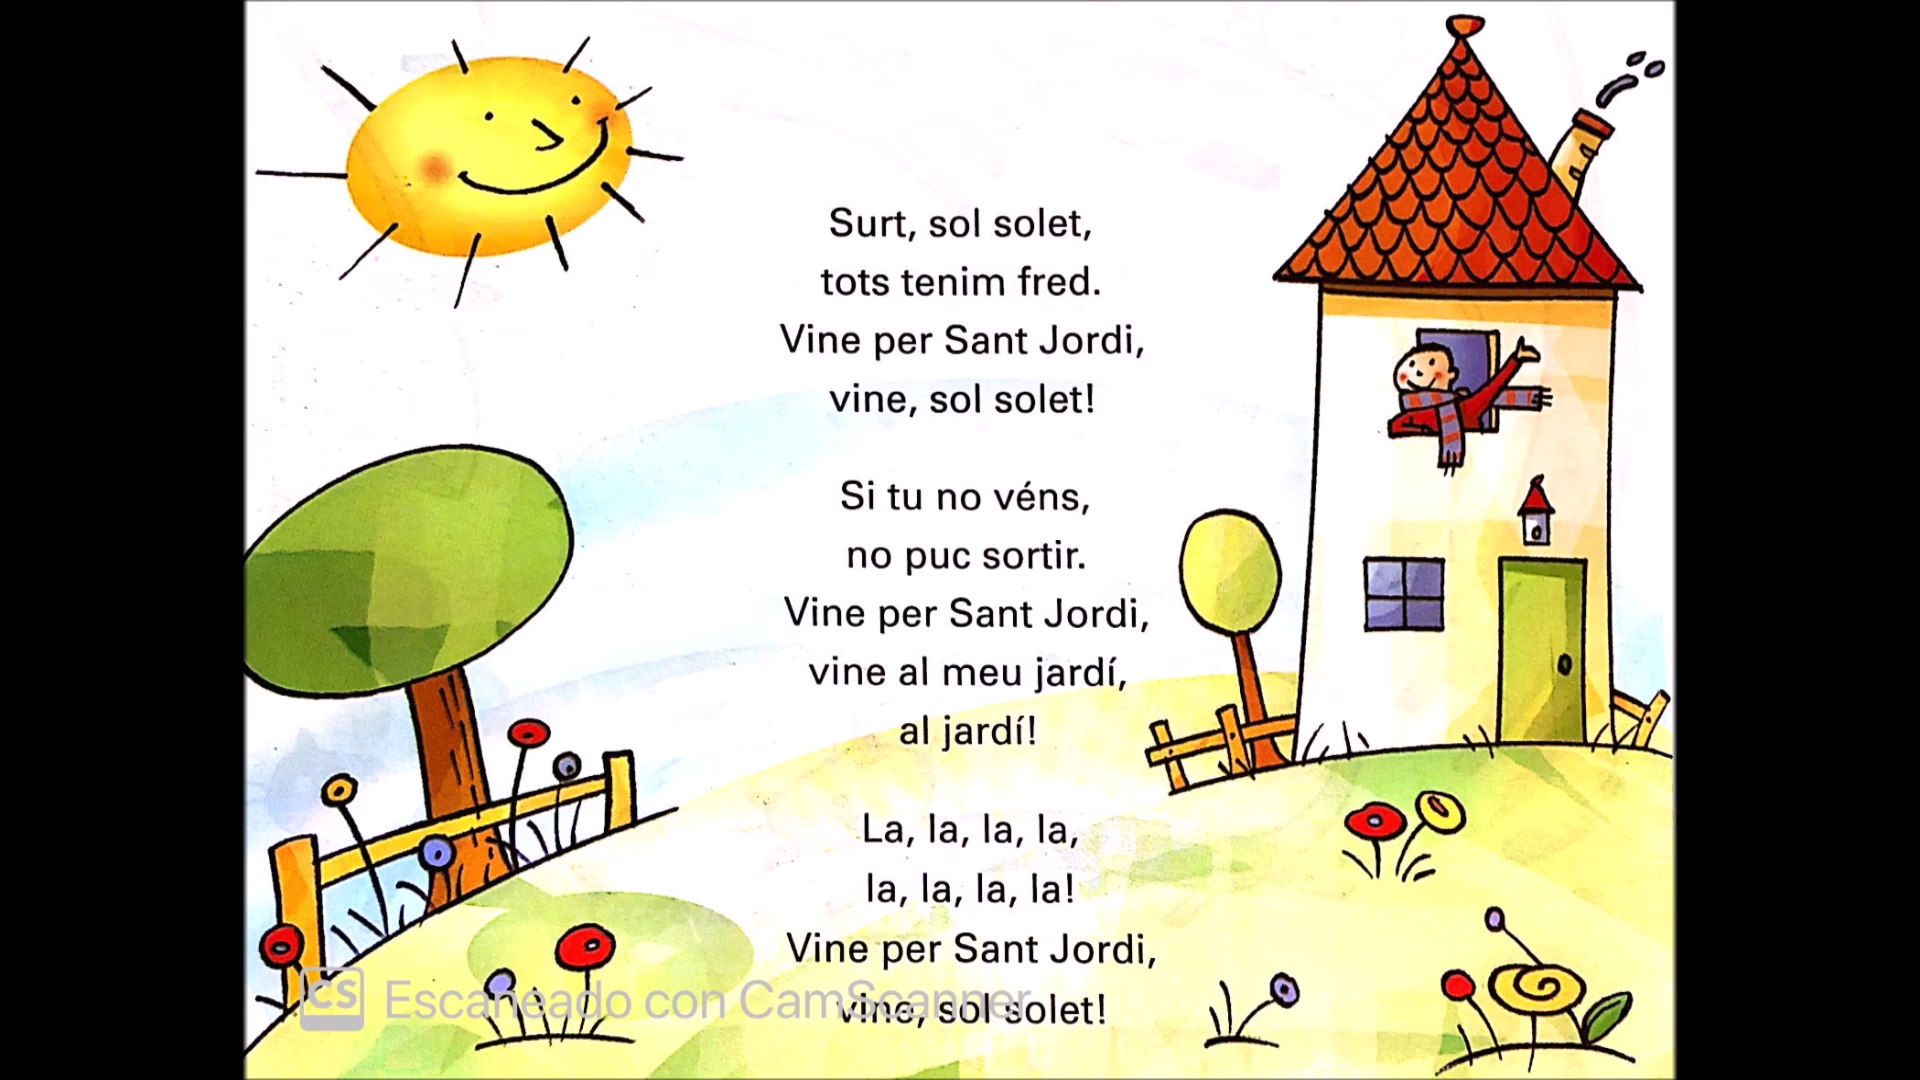 Surt, sol solet,
tots tenim fred.
Vine per Sant Jordi,
vine, sol solet!
Si tu no véns,
no puc sortir.
Vine per Sant Jordi,
vine al meu jardí,
al jardí!
La, la, la, la,
la, la, la, la!
Vine per Sant Jordi,
vine, sol solet!
CS Escaneado con CamScanner